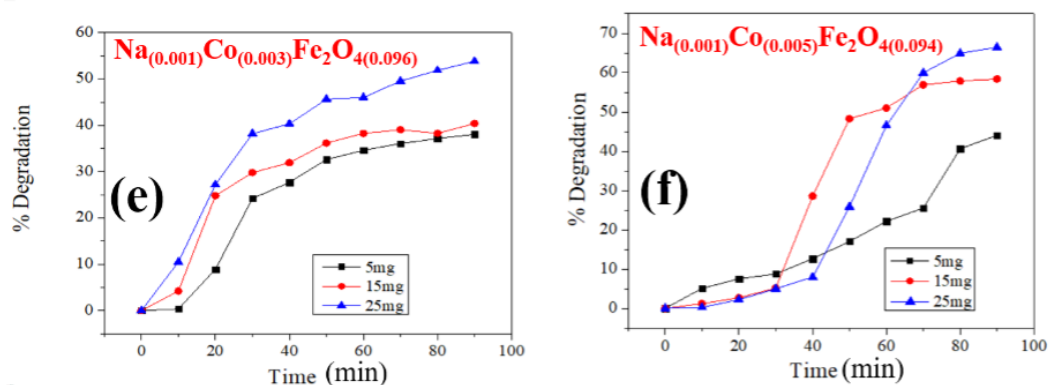 Na(0.001)Co(0.003)Fe2O4(0.096)
(e)
% Degradation
60
50
40
30
20
10
0
5mg
15mg
25mg
0 20 40 60 80 100
Time (min)
Na(0.001)Co(0.005)Fe2O4(0.094)
(f)
% Degradation
70
60
50
40
30
20
10
0
5mg
15mg
25mg
0 20 40 60 80 100
Time (min)